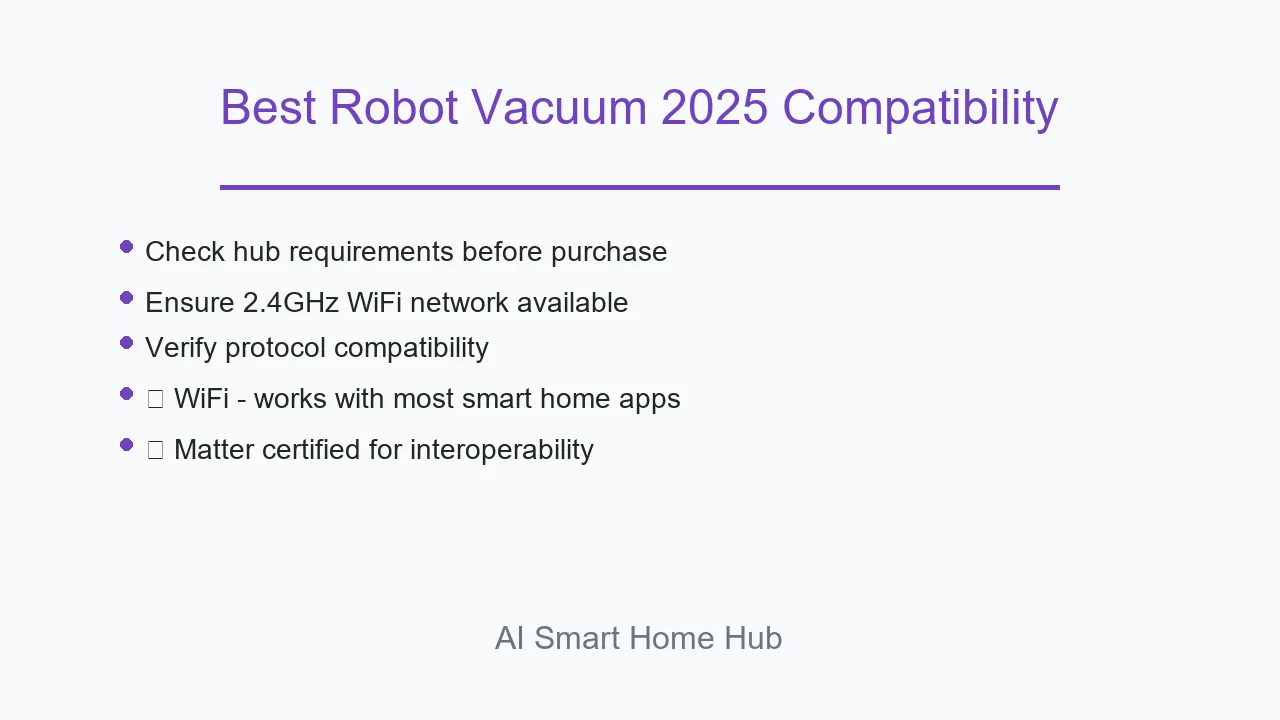 Best Robot Vacuum 2025 Compatibility
Check hub requirements before purchase
Ensure 2.4GHz WiFi network available
Verify protocol compatibility
□ WiFi - works with most smart home apps
□ Matter certified for interoperability
AI Smart Home Hub